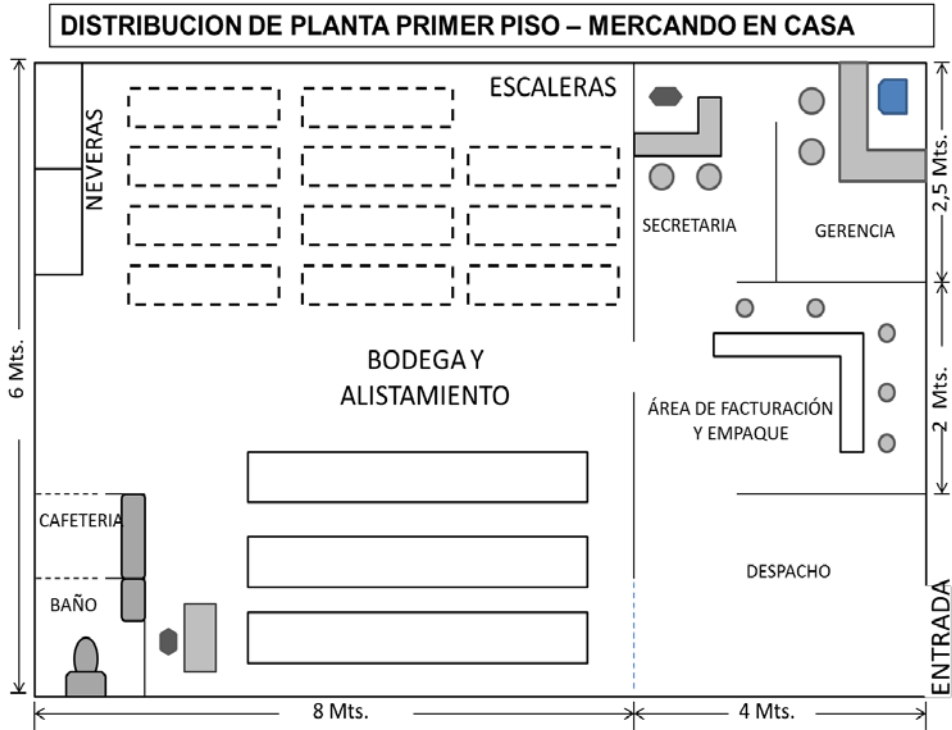 DISTRIBUCION DE PLANTA PRIMER PISO – MERCANDO EN CASA
ESCALERAS
NEVERAS
2,5 Mts.
SECRETARIA
GERENCIA
6 Mts.
BODEGA Y
ALISTAMIENTO
2 Mts.
ÁREA DE FACTURACIÓN
Y EMPAQUE
CAFETERIA
DESPACHO
BAÑO
ENTRADA
8 Mts.
4 Mts.